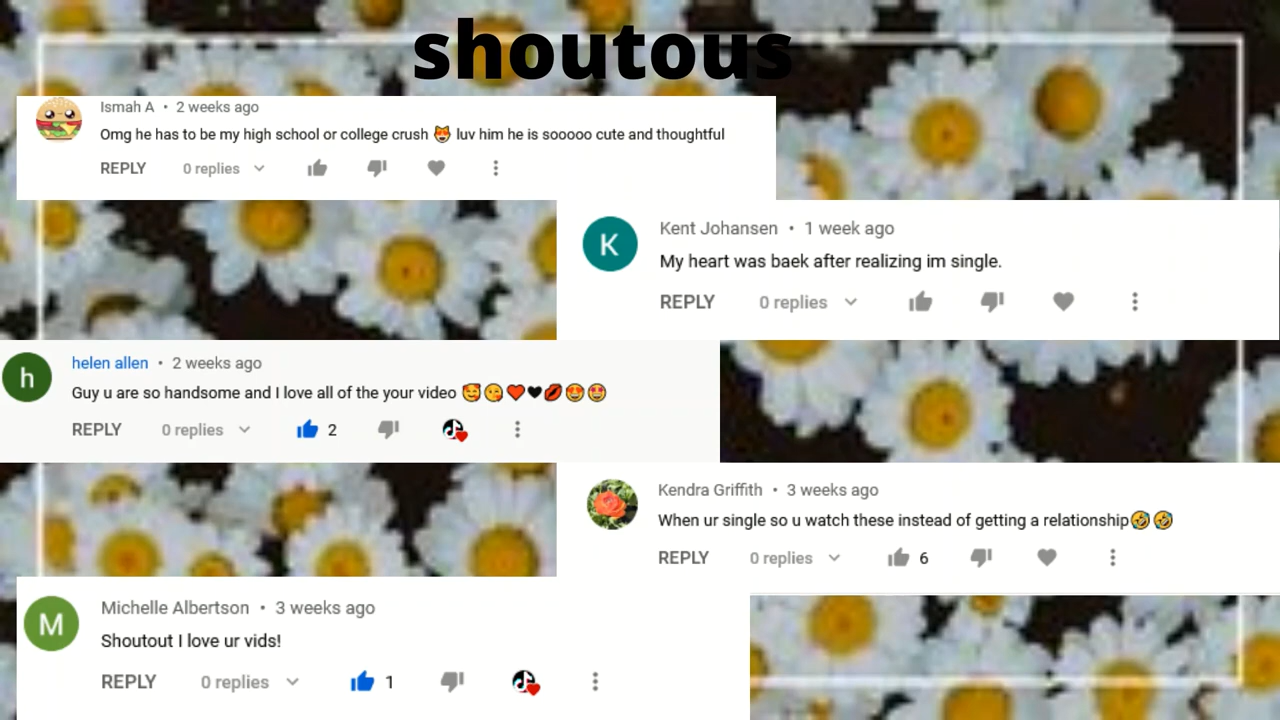 shoutous
Ismah A • 2 weeks ago
Omg he has to be my high school or college crush 😻 luv him he is sooooo cute and thoughtful
REPLY 0 replies
K
Kent Johansen • 1 week ago
My heart was baek after realizing im single.
REPLY 0 replies
h
helen allen • 2 weeks ago
Guy u are so handsome and I love all of the your video 🥰😘❤️🖤💋😍🤩
REPLY 0 replies 2
Kendra Griffith • 3 weeks ago
When ur single so u watch these instead of getting a relationship🤣🤣
REPLY 0 replies 6
M
Michelle Albertson • 3 weeks ago
Shoutout I love ur vids!
REPLY 0 replies 1